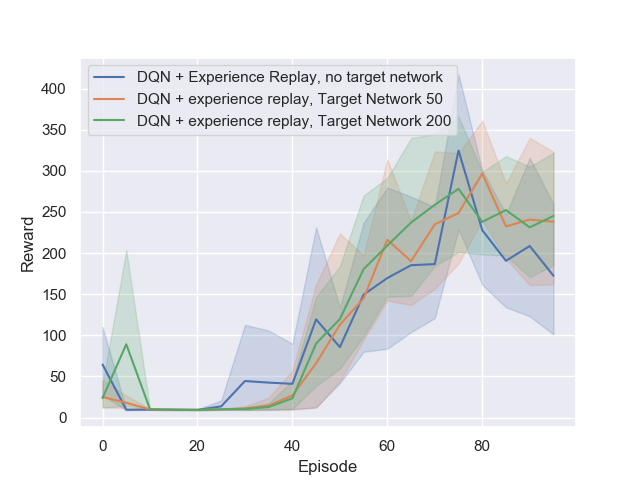 DQN + Experience Replay, no target network
DQN + experience replay, Target Network 50
DQN + experience replay, Target Network 200
400
350
300
250
200
150
100
50
0
Reward
0 20 40 60 80
Episode